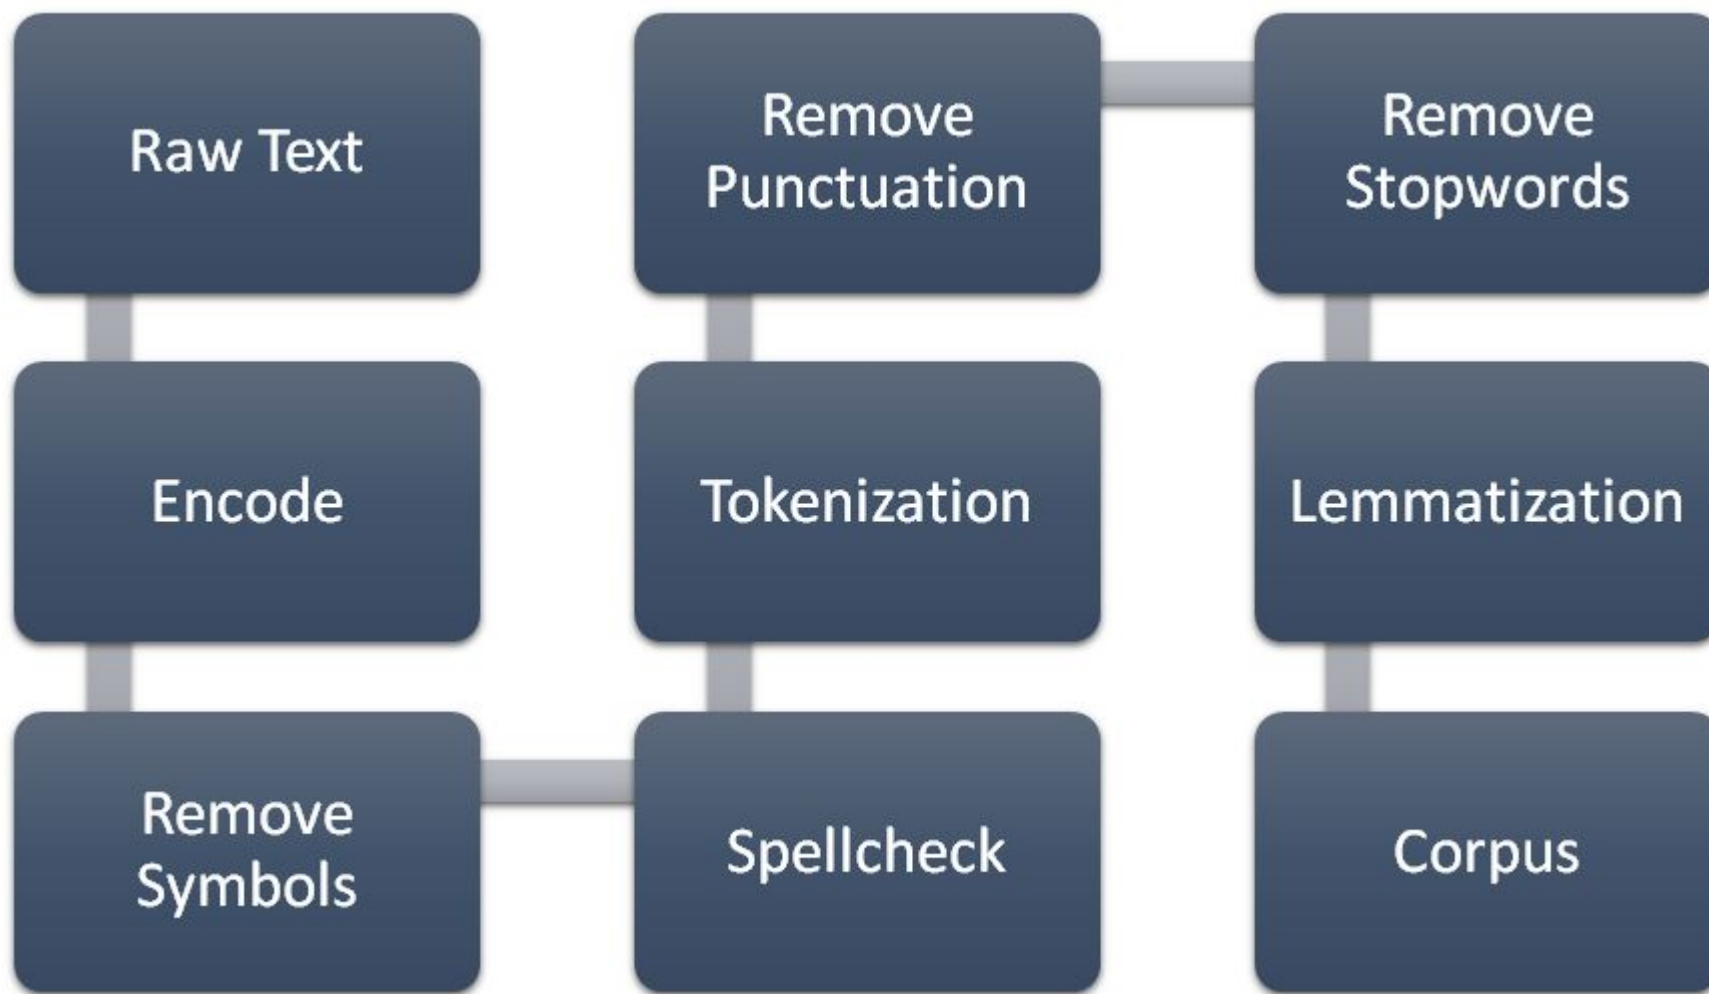 Raw Text
Encode
Remove
Symbols
Spellcheck
Tokenization
Remove
Punctuation
Remove
Stopwords
Lemmatization
Corpus